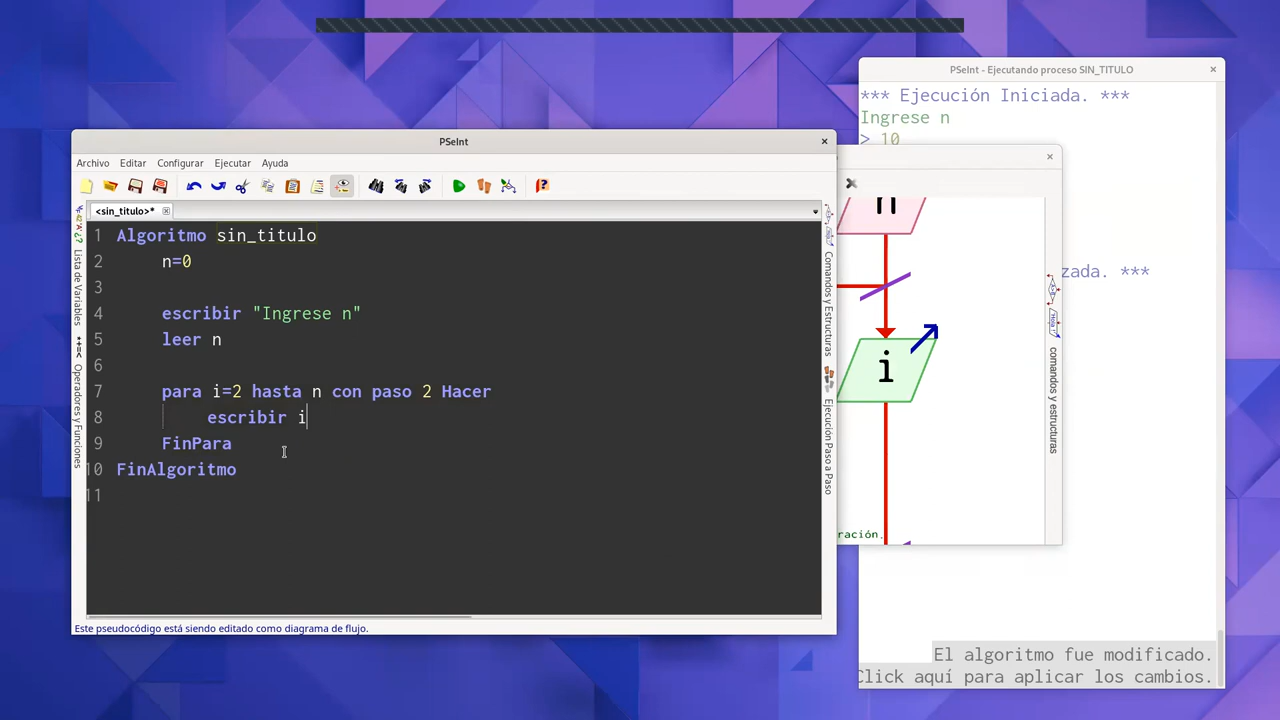 PSeInt - Ejecutando proceso SIN_TITULO
*** Ejecución Iniciada. ***
Ingrese n
> 10
zada. ***
El algoritmo fue modificado.
Click aquí para aplicar los cambios.
n
i
ración.
comandos y estructuras
PSeInt
Archivo Editar Configurar Ejecutar Ayuda
<sin_titulo>*
Lista de Variables
Operadores y Funciones
1 Algoritmo sin_titulo
2 n=0
3
4 escribir "Ingrese n"
5 leer n
6
7 para i=2 hasta n con paso 2 Hacer
8 escribir i
9 FinPara
10 FinAlgoritmo
11
Comandos y Estructuras
Ejecución Paso a Paso
Este pseudocódigo está siendo editado como diagrama de flujo.